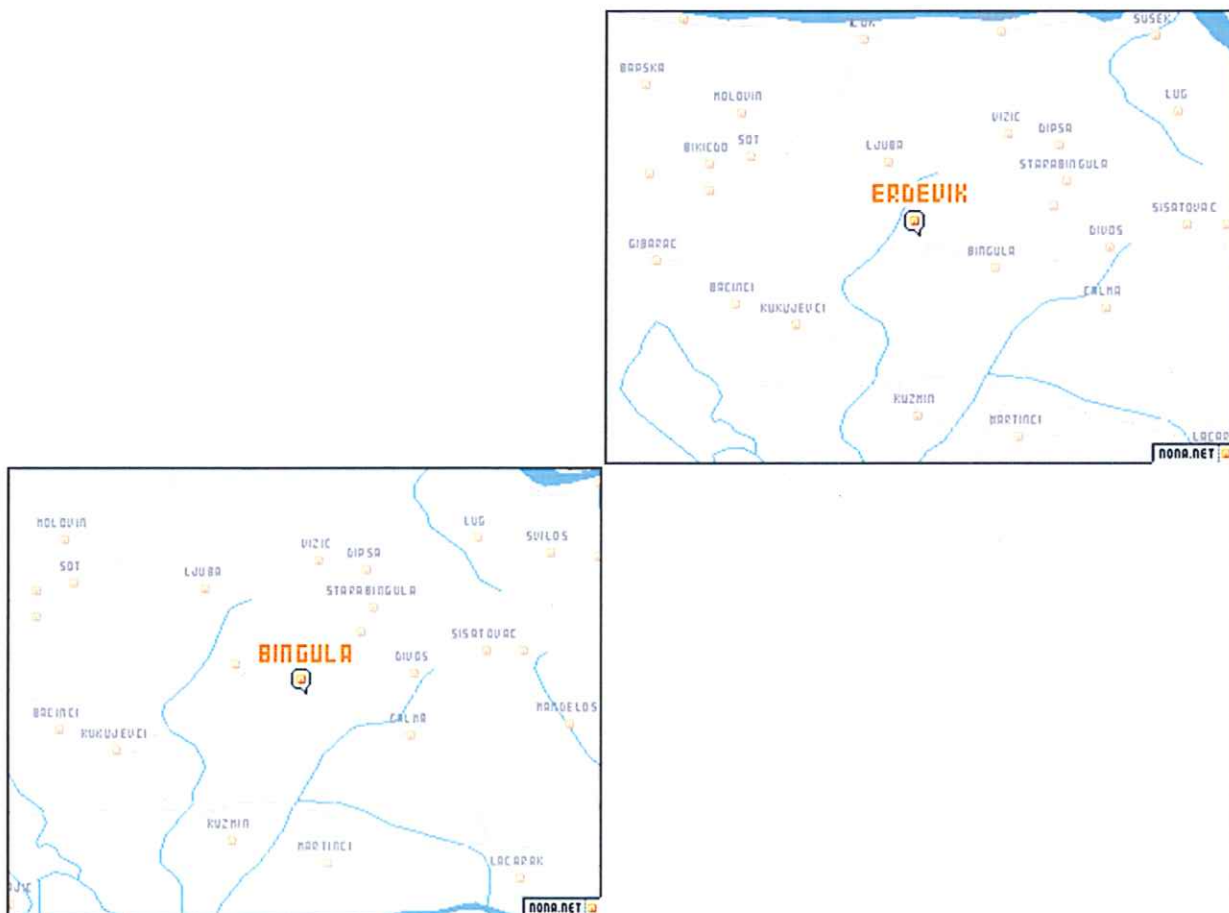 SUSEK
BAPSKA
LUG
MOLOVIN
VIZIC
DIPSA
SOT
BIKICDO
LJUBA
STARABINGULA
ERDEVIK
SISATOVAC
DIVOS
GIBARAC
BINGULA
BACINCI
CALMA
KUKUJEVCI
KUZMIN
MARTINCI
LACARA
NONA.NET
MOLOVIN
LUG
SVILOS
VIZIC
DIPSA
SOT
LJUBA
STARABINGULA
SISATOVAC
BINGULA
DIVOS
MANDELOS
BACINCI
CALMA
KUKUJEVCI
KUZMIN
MARTINCI
LACARAK
NONA.NET